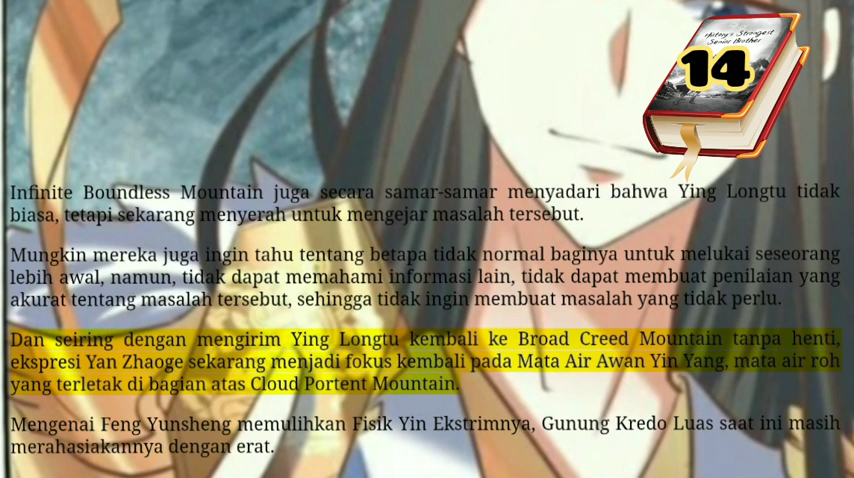 History's Strongest
Senior Brother
14
Infinite Boundless Mountain juga secara samar-samar menyadari bahwa Ying Longtu tidak
biasa, tetapi sekarang menyerah untuk mengejar masalah tersebut.
Mungkin mereka juga ingin tahu tentang betapa tidak normal baginya untuk melukai seseorang
lebih awal, namun, tidak dapat memahami informasi lain, tidak dapat membuat penilaian yang
akurat tentang masalah tersebut, sehingga tidak ingin membuat masalah yang tidak perlu.
Dan seiring dengan mengirim Ying Longtu kembali ke Broad Creed Mountain tanpa henti,
ekspresi Yan Zhaoge sekarang menjadi fokus kembali pada Mata Air Awan Yin Yang, mata air roh
yang terletak di bagian atas Cloud Portent Mountain.
Mengenai Feng Yunsheng memulihkan Fisik Yin Ekstrimnya, Gunung Kredo Luas saat ini masih
merahasiakannya dengan erat.